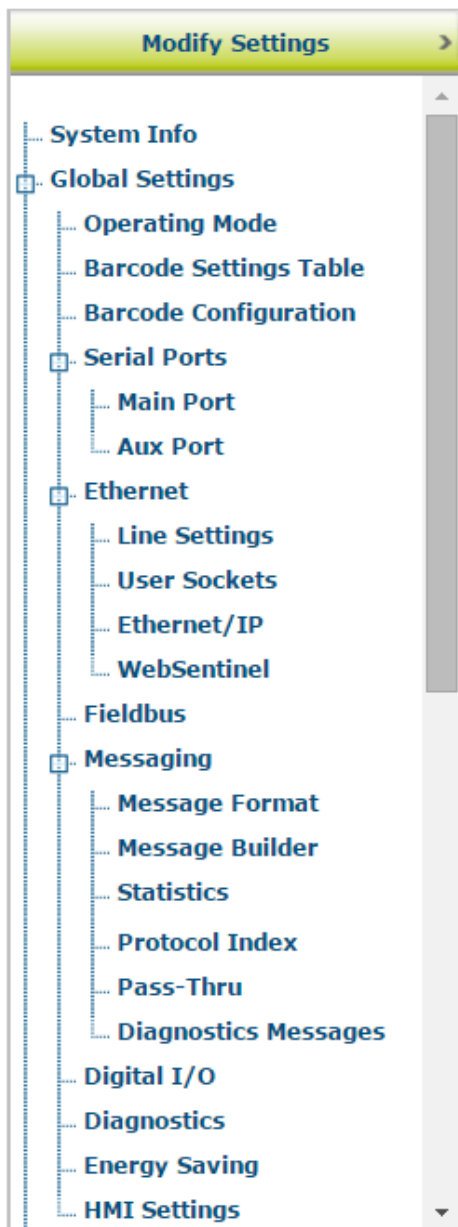 Modify Settings
System Info
Global Settings
Operating Mode
Barcode Settings Table
Barcode Configuration
Serial Ports
Main Port
Aux Port
Ethernet
Line Settings
User Sockets
Ethernet/IP
WebSentinel
Fieldbus
Messaging
Message Format
Message Builder
Statistics
Protocol Index
Pass-Thru
Diagnostics Messages
Digital I/O
Diagnostics
Energy Saving
HMI Settings